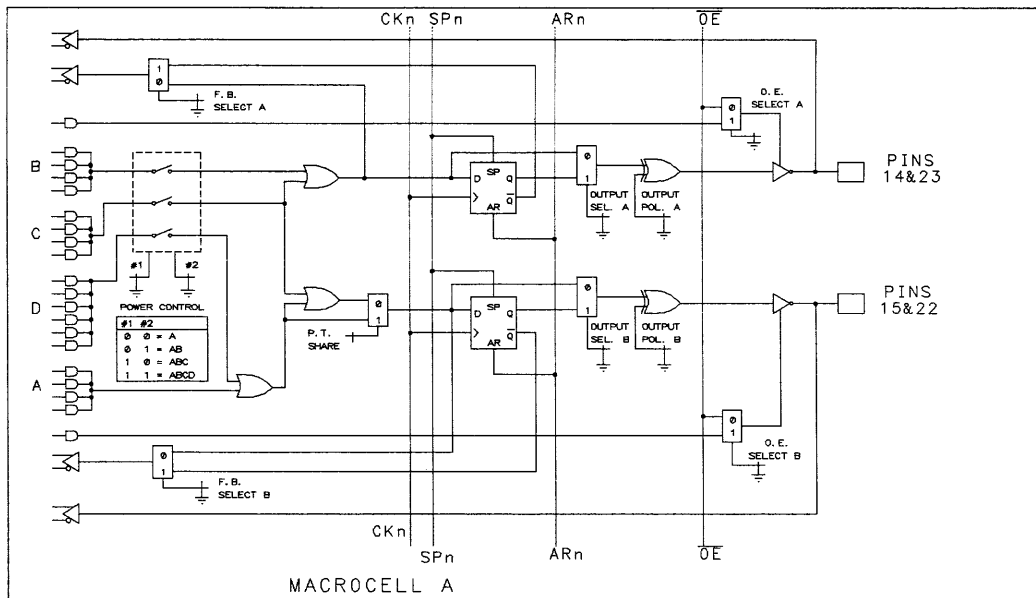 CKn SPn ARn OE
1
0
F. B.
SELECT A
O. E.
SELECT A
0
1
B
C
D
A
#1 #2
POWER CONTROL
#1 #2
0 0 = A
0 1 = AB
1 0 = ABC
1 1 = ABCD
SP
D Q
Q
AR
0
1
OUTPUT
SEL. A
OUTPUT
POL. A
PINS
14&23
P. T.
SHARE
0
1
SP
D Q
Q
AR
0
1
OUTPUT
SEL. B
OUTPUT
POL. B
PINS
15&22
0
1
F. B.
SELECT B
0
1
O. E.
SELECT B
CKn
SPn ARn OE
MACROCELL A